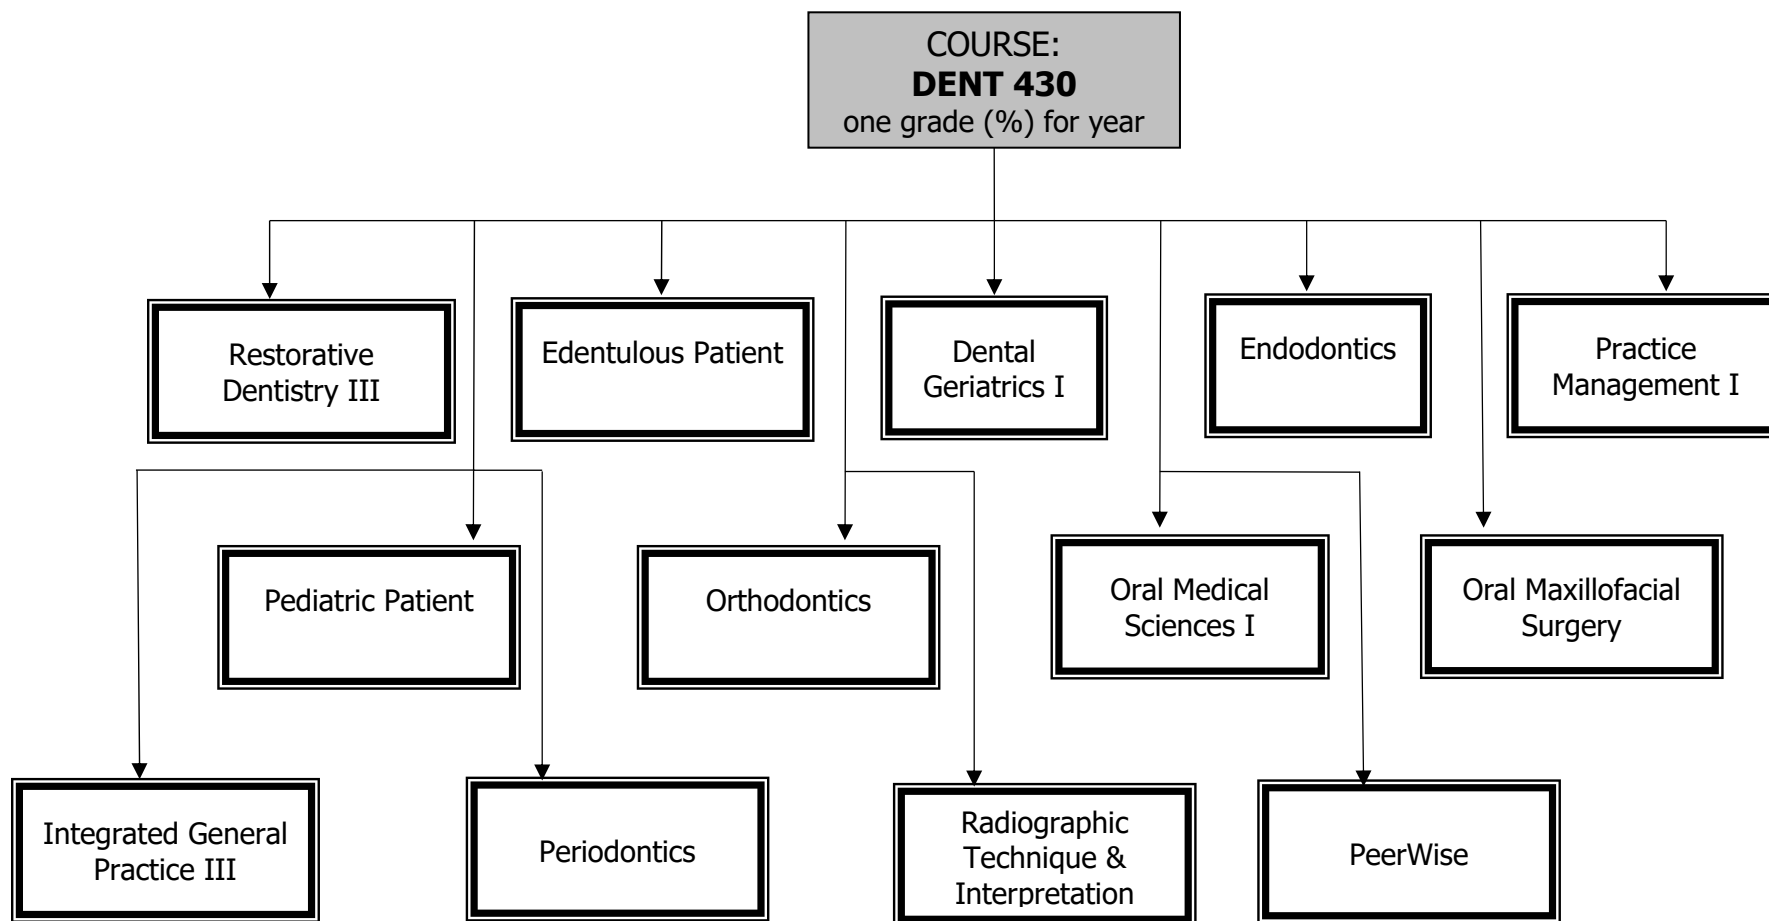 COURSE:
DENT 430
one grade (%) for year
Restorative
Dentistry III
Edentulous Patient
Dental
Geriatrics I
Endodontics
Practice
Management I
Pediatric Patient
Orthodontics
Oral Medical
Sciences I
Oral Maxillofacial
Surgery
Integrated General
Practice III
Periodontics
Radiographic
Technique &
Interpretation
PeerWise